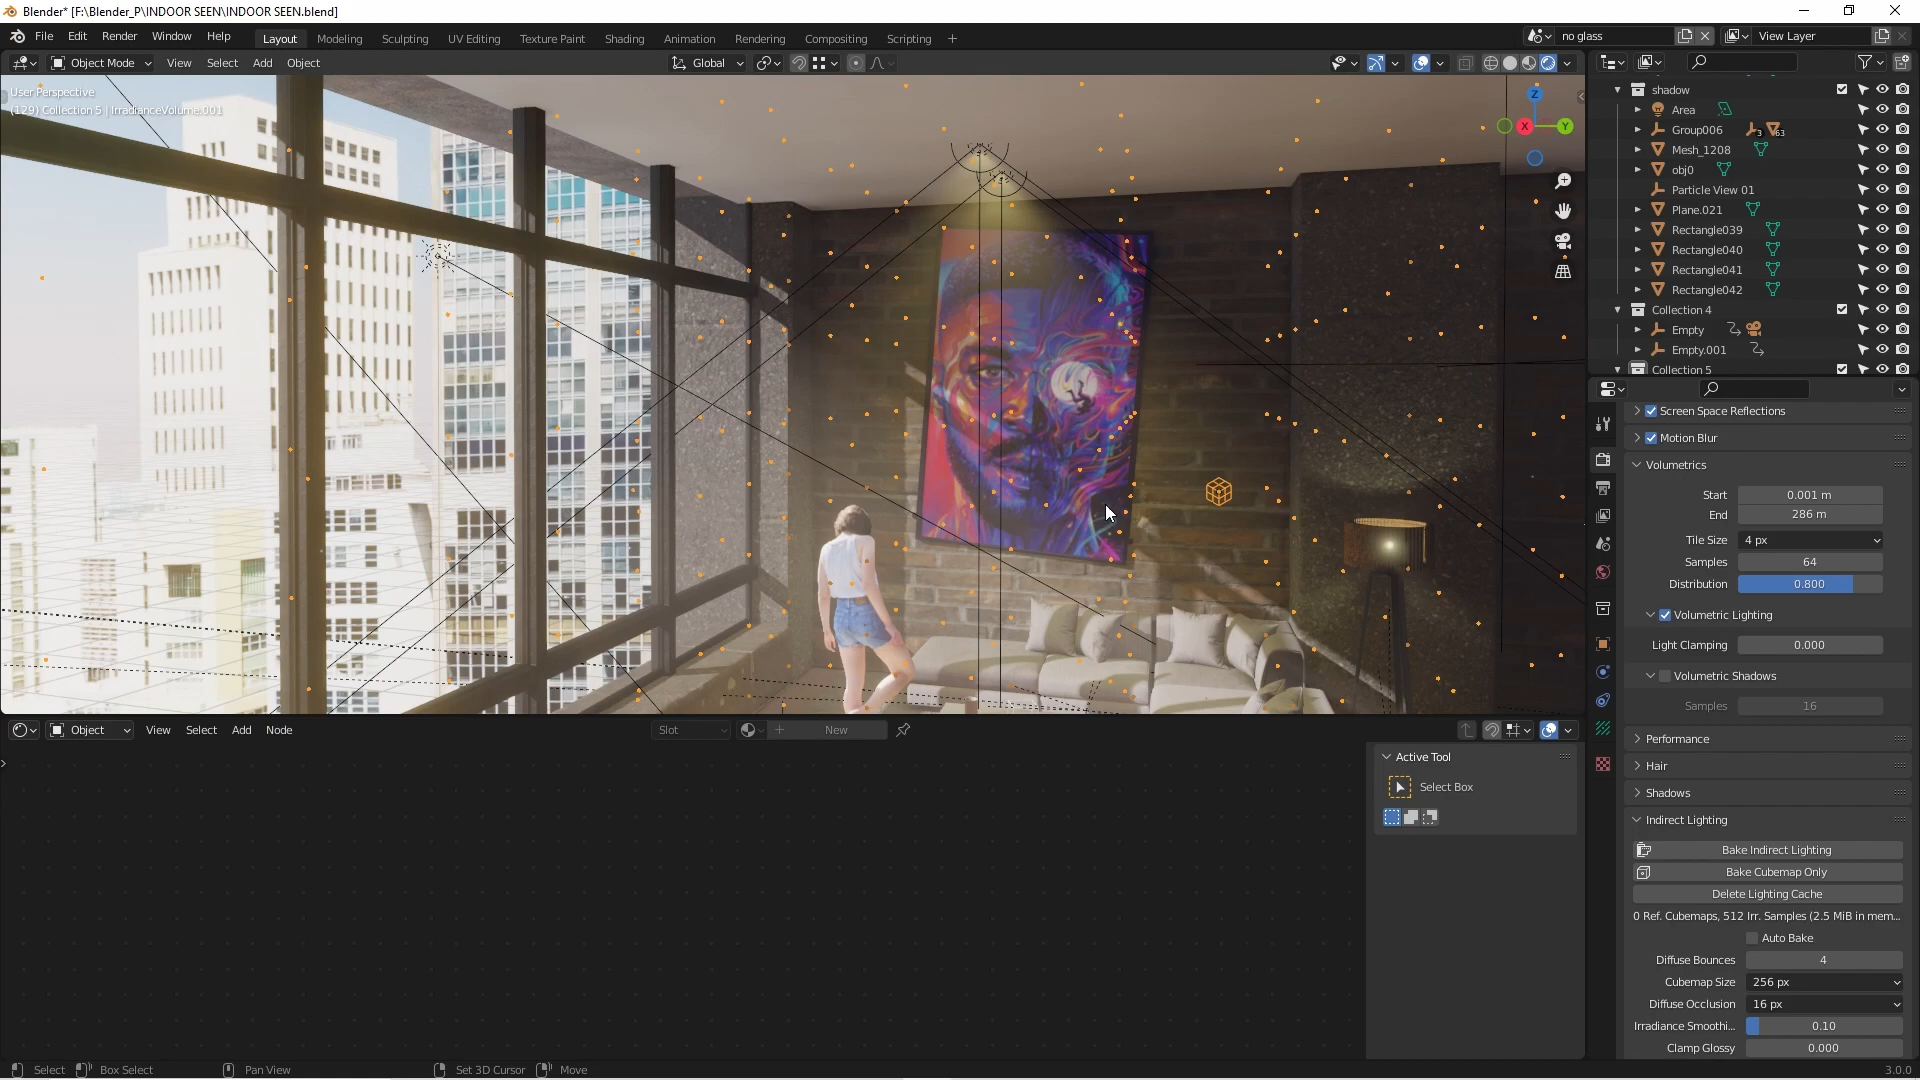 Blender* [F:\Blender_P\INDOOR SEEN\INDOOR SEEN.blend]
File Edit Render Window Help Layout Modeling Sculpting UV Editing Texture Paint Shading Animation Rendering Compositing Scripting + no glass View Layer
Object Mode View Select Add Object Global
User Perspective
(129) Collection 5 | IrradianceVolume.001
Z
X
Y
shadow
Area
Group006 3 63
Mesh_1208
obj0
Particle View 01
Plane.021
Rectangle039
Rectangle040
Rectangle041
Rectangle042
Collection 4
Empty
Empty.001
Collection 5
Screen Space Reflections
Motion Blur
Volumetrics
Start 0.001 m
End 286 m
Tile Size 4 px
Samples 64
Distribution 0.800
Volumetric Lighting
Light Clamping 0.000
Volumetric Shadows
Samples 16
Performance
Hair
Shadows
Indirect Lighting
Bake Indirect Lighting
Bake Cubemap Only
Delete Lighting Cache
0 Ref. Cubemaps, 512 Irr. Samples (2.5 MiB in mem...
Auto Bake
Diffuse Bounces 4
Cubemap Size 256 px
Diffuse Occlusion 16 px
Irradiance Smoothi... 0.10
Clamp Glossy 0.000
Object View Select Add Node Slot New
Active Tool
Select Box
Select Box Select Pan View Set 3D Cursor Move 3.0.0